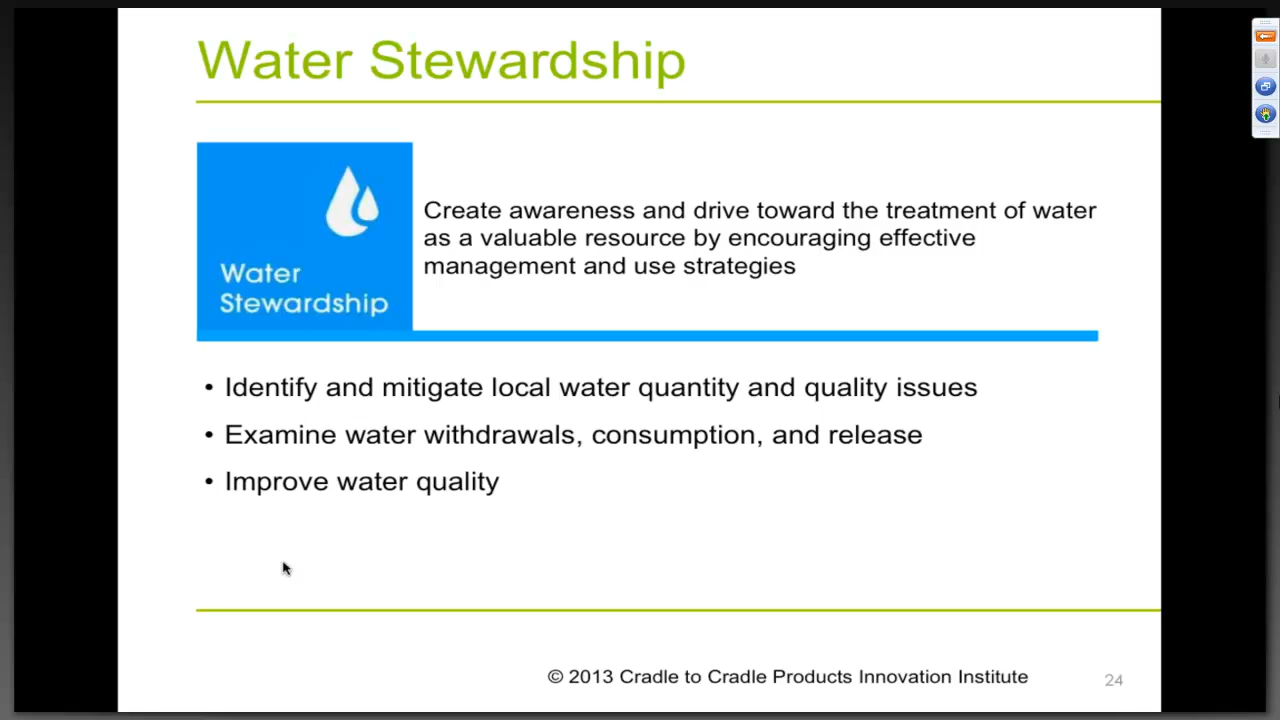 Water Stewardship
Water
Stewardship
Create awareness and drive toward the treatment of water
as a valuable resource by encouraging effective
management and use strategies
• Identify and mitigate local water quantity and quality issues
• Examine water withdrawals, consumption, and release
• Improve water quality
© 2013 Cradle to Cradle Products Innovation Institute
24